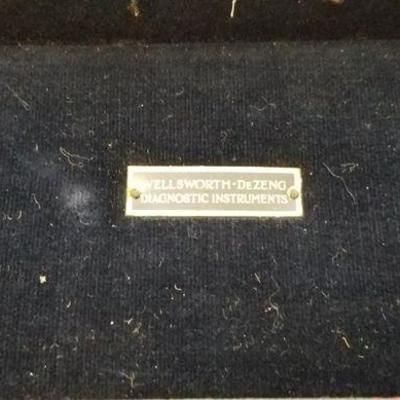 WELLSWORTH-DEZENG
DIAGNOSTIC INSTRUMENTS